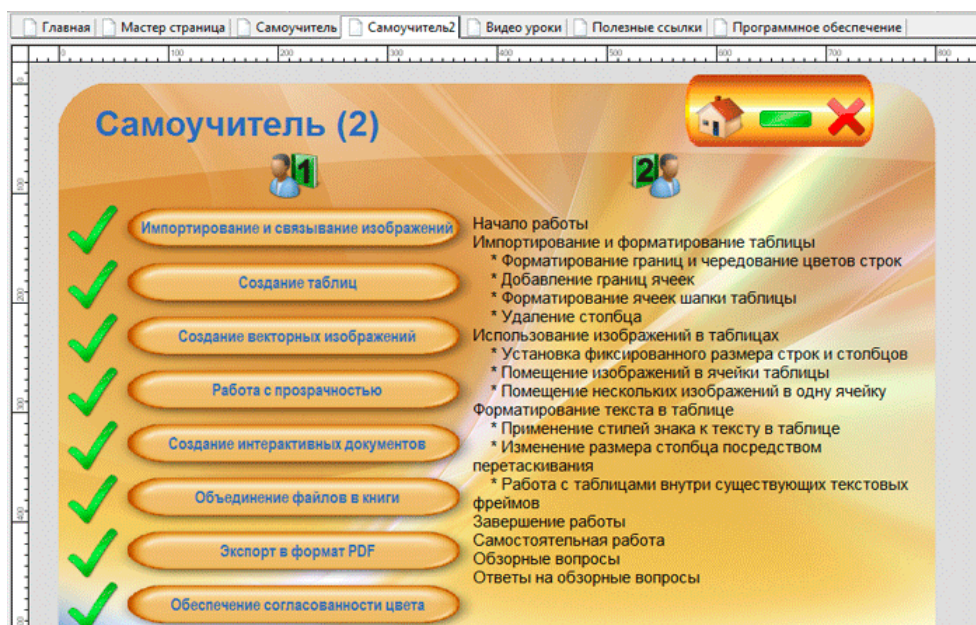 Главная Мастер страница Самоучитель Самоучитель2 Видео уроки Полезные ссылки Программное обеспечение
0 100 200 300 400 500 600 700 800
Самоучитель (2)
1 2
Импортирование и связывание изображений
Создание таблиц
Создание векторных изображений
Работа с прозрачностью
Создание интерактивных документов
Объединение файлов в книги
Экспорт в формат PDF
Обеспечение согласованности цвета
Начало работы
Импортирование и форматирование таблицы
* Форматирование границ и чередование цветов строк
* Добавление границ ячеек
* Форматирование ячеек шапки таблицы
* Удаление столбца
Использование изображений в таблицах
* Установка фиксированного размера строк и столбцов
* Помещение изображений в ячейки таблицы
* Помещение нескольких изображений в одну ячейку
Форматирование текста в таблице
* Применение стилей знака к тексту в таблице
* Изменение размера столбца посредством
перетаскивания
* Работа с таблицами внутри существующих текстовых
фреймов
Завершение работы
Самостоятельная работа
Обзорные вопросы
Ответы на обзорные вопросы
0
100
200
300
400